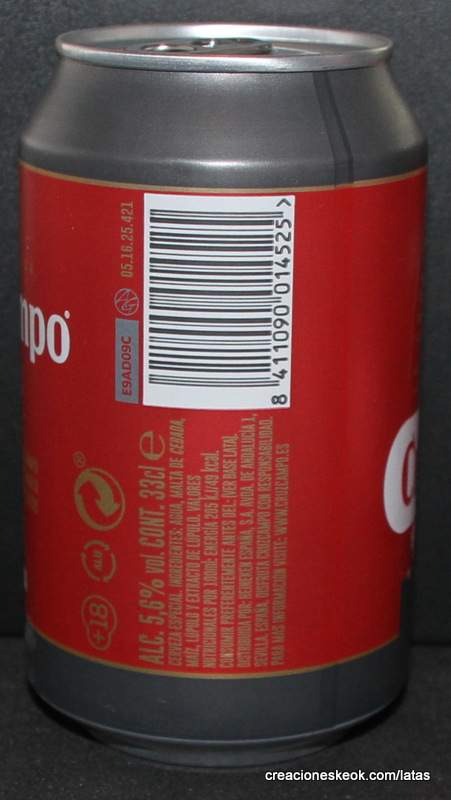 mpo
05.16.25.421
E9AD09C
8 411090 014525 >
+18
ALU
ALC. 5,6% vol. CONT. 33cl e
CERVEZA ESPECIAL. INGREDIENTES: AGUA, MALTA DE CEBADA,
MAÍZ, LÚPULO Y EXTRACTO DE LÚPULO. VALORES
NUTRICIONALES POR 100ml: ENERGÍA 205 kJ/49 kcal.
CONSUMIR PREFERENTEMENTE ANTES DEL: (VER BASE LATA).
DISTRIBUIDA POR: HEINEKEN ESPAÑA, S.A. AVDA. DE ANDALUCÍA 1,
SEVILLA, ESPAÑA. DISFRUTA CRUZCAMPO CON RESPONSABILIDAD.
PARA MÁS INFORMACIÓN VISITE: WWW.CRUZCAMPO.ES
creacioneskeok.com/latas